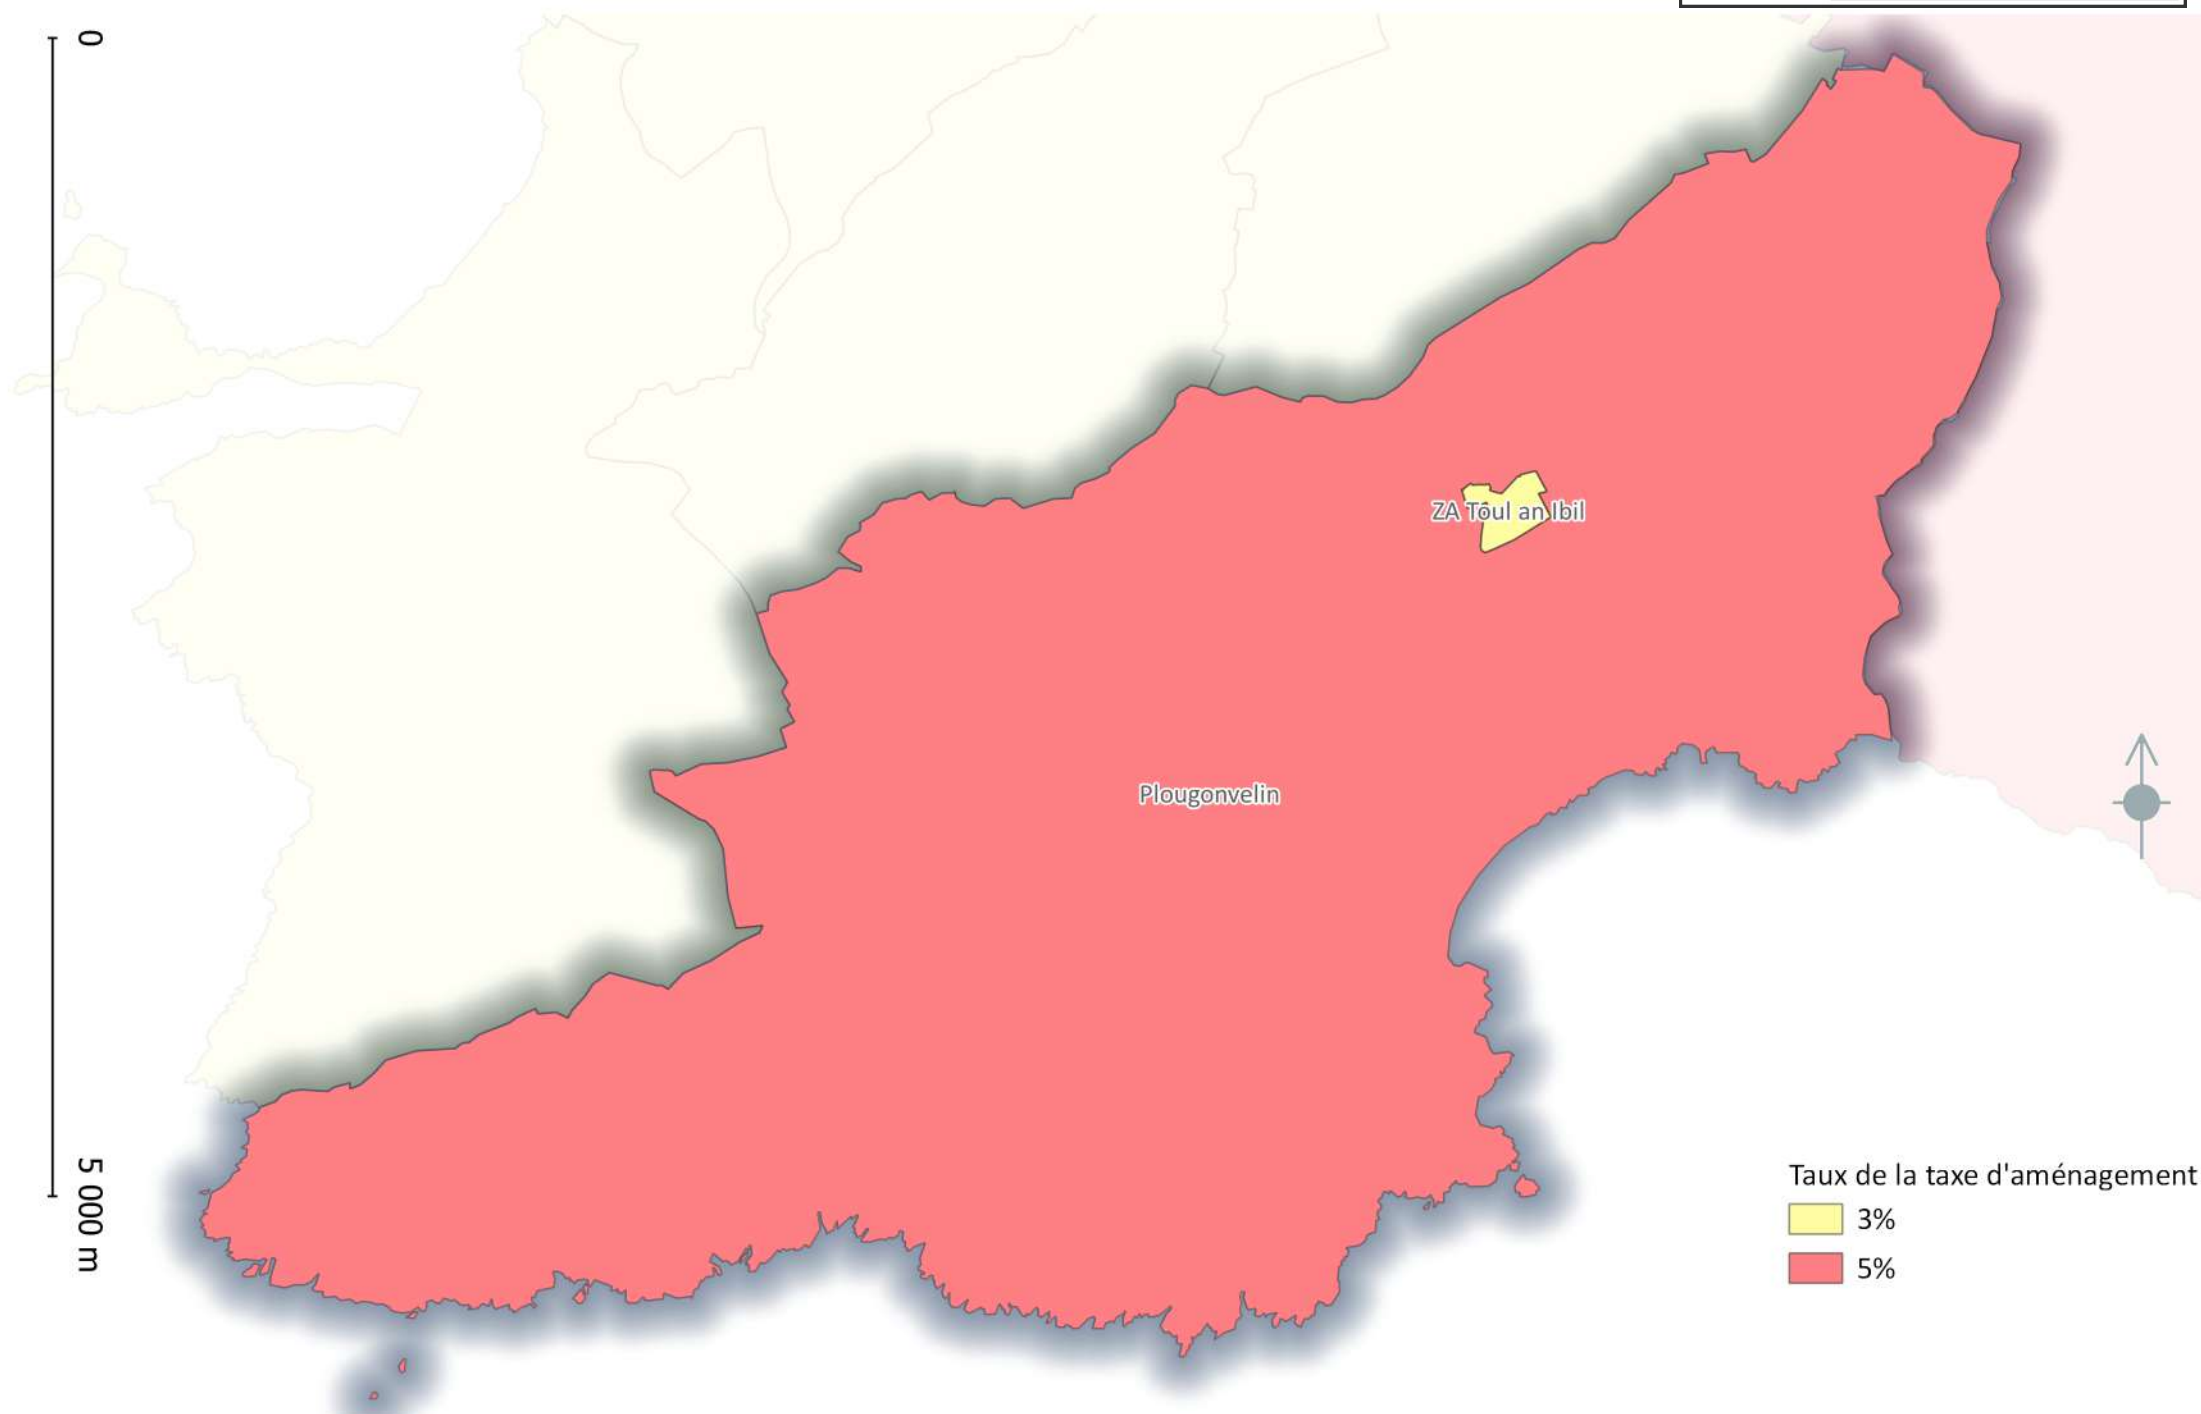 0
ZA Toul an Ibil
Plougonvelin
5 000 m
Taux de la taxe d'aménagement
3%
5%